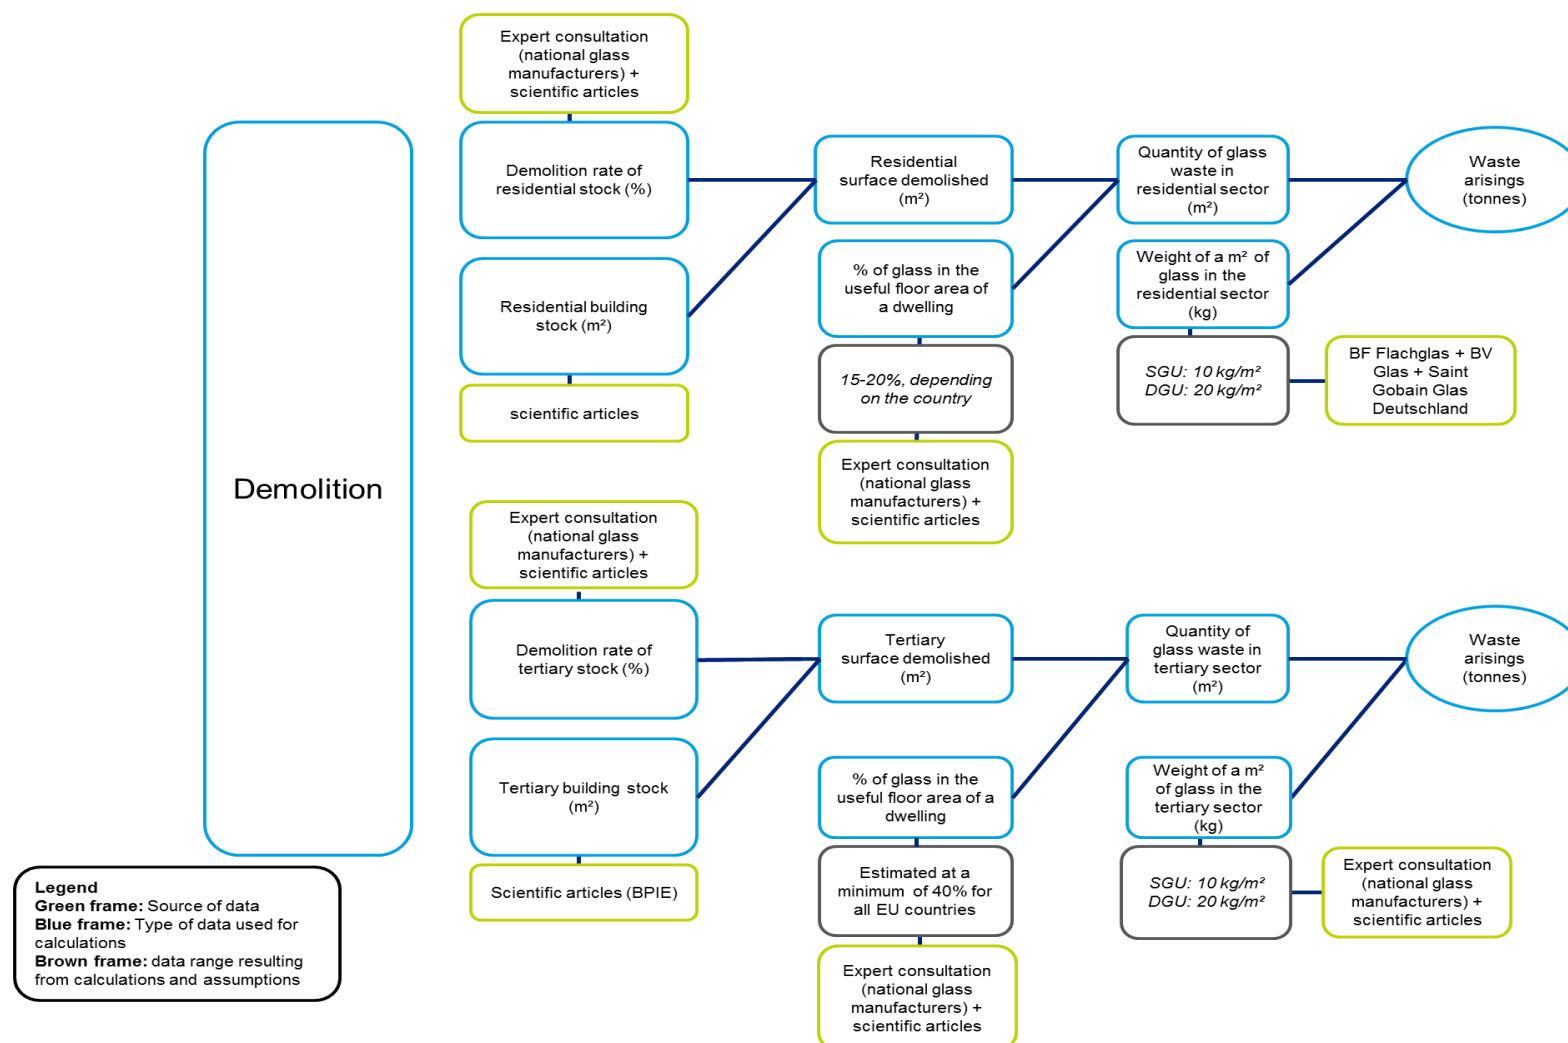 Expert consultation
(national glass
manufacturers) +
scientific articles
Demolition rate of
residential stock (%)
Residential building
stock (m²)
scientific articles
Residential
surface demolished
(m²)
% of glass in the
useful floor area of
a dwelling
15-20%, depending
on the country
Expert consultation
(national glass
manufacturers) +
scientific articles
Quantity of glass
waste in
residential sector
(m²)
Weight of a m² of
glass in the
residential sector
(kg)
SGU: 10 kg/m²
DGU: 20 kg/m²
BF Flachglas + BV
Glas + Saint
Gobain Glas
Deutschland
Waste
arisings
(tonnes)
Demolition
Expert consultation
(national glass
manufacturers) +
scientific articles
Demolition rate of
tertiary stock (%)
Tertiary building stock
(m²)
Scientific articles (BPIE)
Tertiary
surface demolished
(m²)
% of glass in the
useful floor area of a
dwelling
Estimated at a
minimum of 40% for
all EU countries
Expert consultation
(national glass
manufacturers) +
scientific articles
Quantity of
glass waste in
tertiary sector
(m²)
Weight of a m²
of glass in the
tertiary sector
(kg)
SGU: 10 kg/m²
DGU: 20 kg/m²
Expert consultation
(national glass
manufacturers) +
scientific articles
Waste
arisings
(tonnes)
Legend
Green frame: Source of data
Blue frame: Type of data used for
calculations
Brown frame: data range resulting
from calculations and assumptions